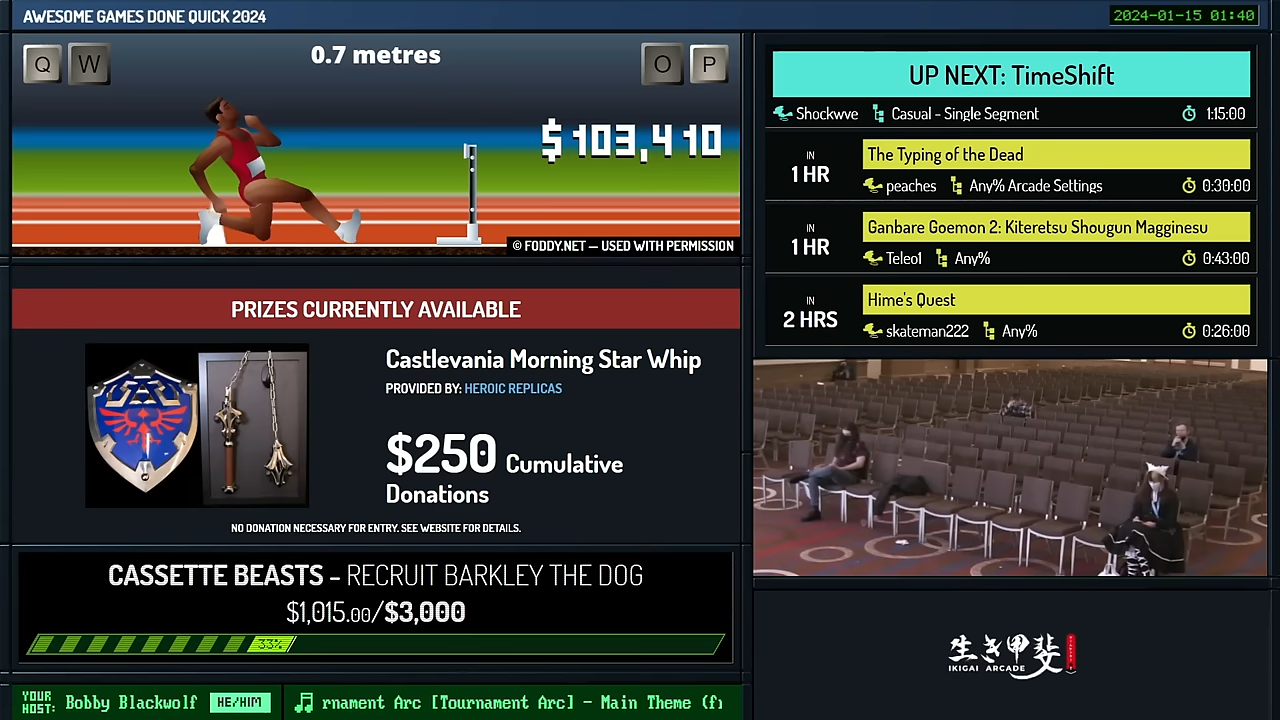 AWESOME GAMES DONE QUICK 2024
2024-01-15 01:40
Q W
0.7 metres
O P
$103,410
© FODDY.NET — USED WITH PERMISSION
PRIZES CURRENTLY AVAILABLE
Castlevania Morning Star Whip
PROVIDED BY: HEROIC REPLICAS
$250 Cumulative
Donations
NO DONATION NECESSARY FOR ENTRY. SEE WEBSITE FOR DETAILS.
CASSETTE BEASTS – RECRUIT BARKLEY THE DOG
$1,015.00/$3,000
33%
YOUR
HOST: Bobby Blackwolf HE/HIM
rnament Arc [Tournament Arc] - Main Theme (f
UP NEXT: TimeShift
Shockwve Casual - Single Segment 1:15:00
IN
1 HR
The Typing of the Dead
peaches Any% Arcade Settings 0:30:00
IN
1 HR
Ganbare Goemon 2: Kiteretsu Shougun Magginesu
Teleo1 Any% 0:43:00
IN
2 HRS
Hime's Quest
skateman222 Any% 0:26:00
生き甲斐
IKIGAI ARCADE